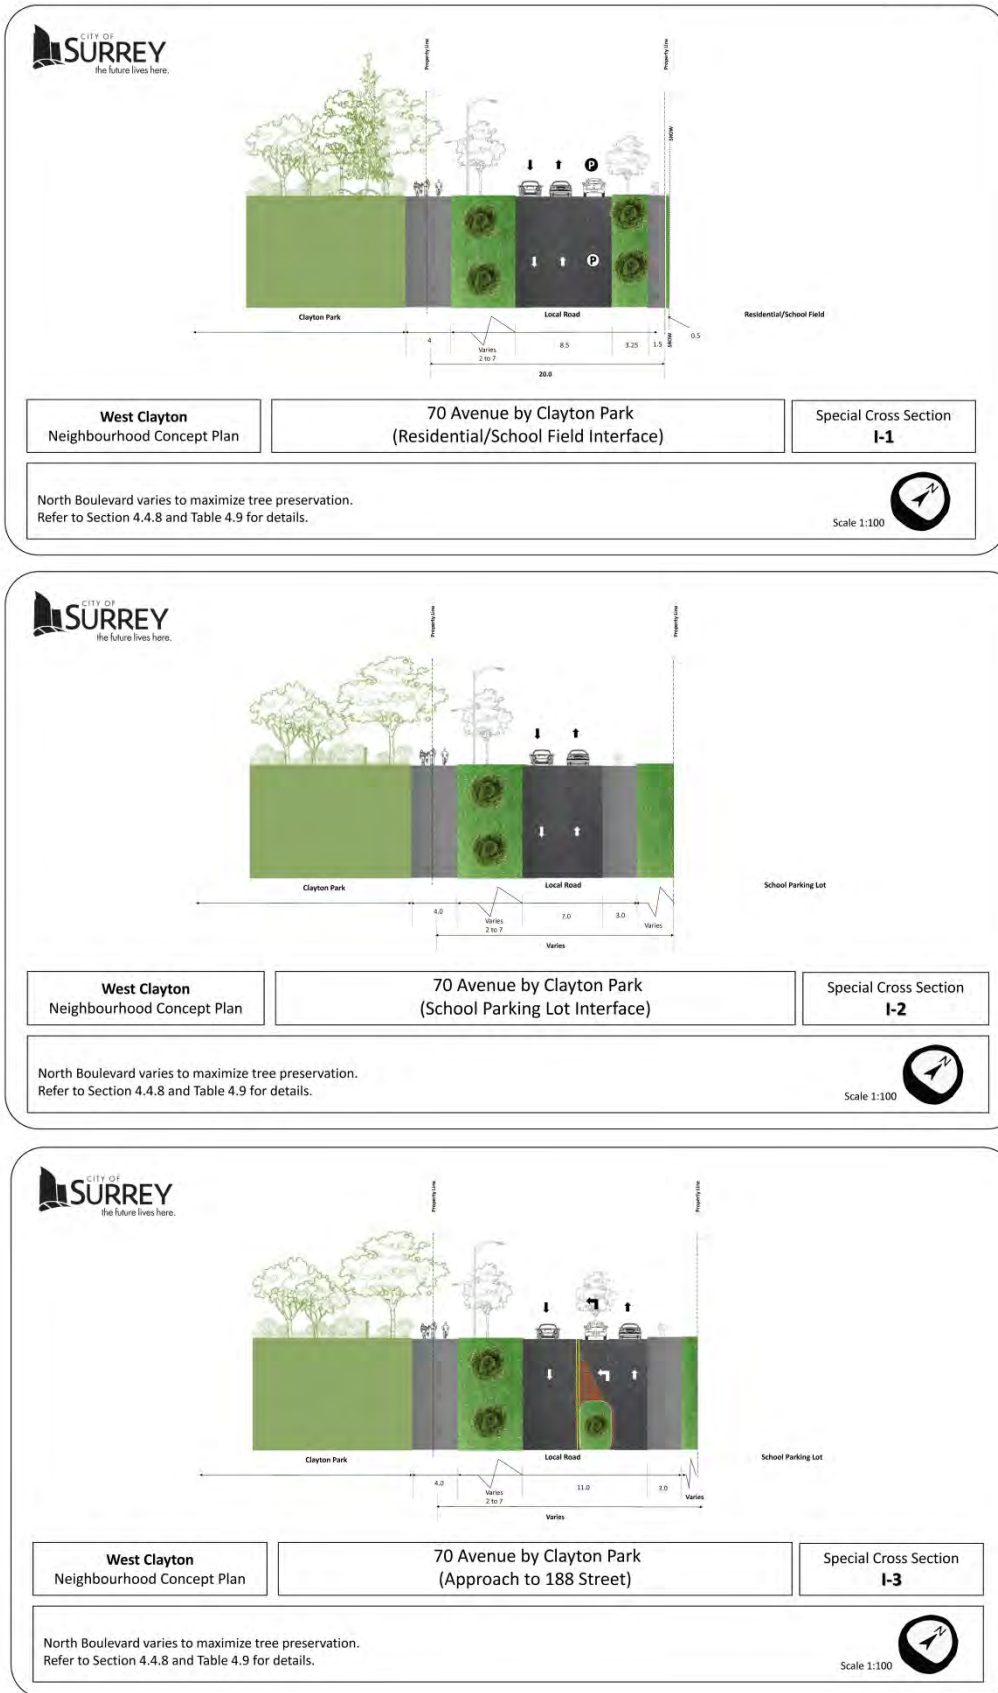 CITY OF
SURREY
the future lives here.
Property Line
Property Line
SROW
P
P
Clayton Park
Local Road
Residential/School Field
4
Varies
2 to 7
8.5
3.25
1.5
SROW
0.5
20.0
West Clayton
Neighbourhood Concept Plan
70 Avenue by Clayton Park
(Residential/School Field Interface)
Special Cross Section
I-1
North Boulevard varies to maximize tree preservation.
Refer to Section 4.4.8 and Table 4.9 for details.
N
Scale 1:100
CITY OF
SURREY
the future lives here.
Property Line
Property Line
Clayton Park
Local Road
School Parking Lot
4.0
Varies
2 to 7
7.0
3.0
Varies
Varies
West Clayton
Neighbourhood Concept Plan
70 Avenue by Clayton Park
(School Parking Lot Interface)
Special Cross Section
I-2
North Boulevard varies to maximize tree preservation.
Refer to Section 4.4.8 and Table 4.9 for details.
N
Scale 1:100
CITY OF
SURREY
the future lives here.
Property Line
Property Line
Clayton Park
Local Road
School Parking Lot
4.0
Varies
2 to 7
11.0
3.0
Varies
Varies
West Clayton
Neighbourhood Concept Plan
70 Avenue by Clayton Park
(Approach to 188 Street)
Special Cross Section
I-3
North Boulevard varies to maximize tree preservation.
Refer to Section 4.4.8 and Table 4.9 for details.
N
Scale 1:100